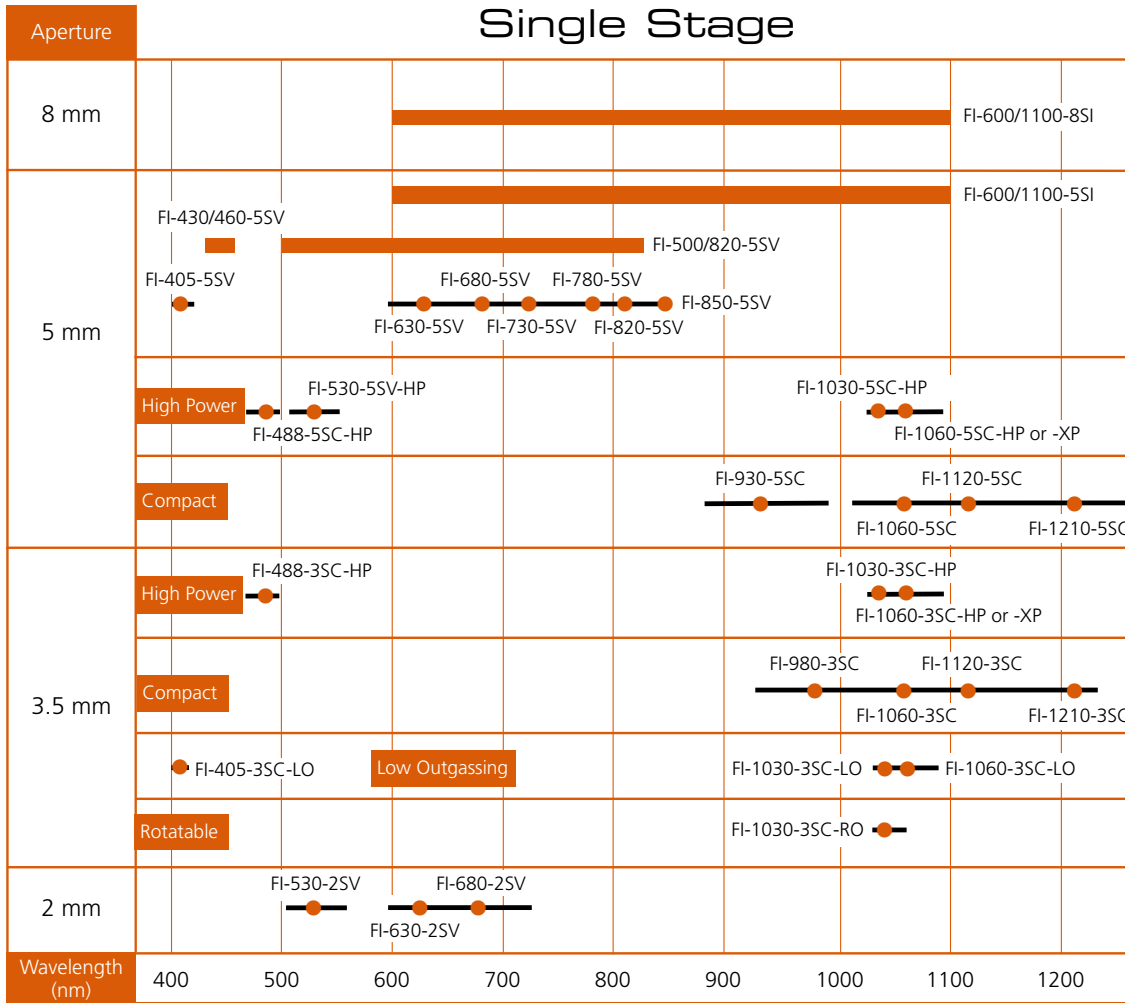 Aperture
Single Stage
8 mm
FI-600/1100-8SI
5 mm
FI-600/1100-5SI
FI-430/460-5SV
FI-500/820-5SV
FI-405-5SV
FI-680-5SV
FI-780-5SV
FI-850-5SV
FI-630-5SV
FI-730-5SV
FI-820-5SV
High Power
FI-530-5SV-HP
FI-488-5SC-HP
FI-1030-5SC-HP
FI-1060-5SC-HP or -XP
Compact
FI-930-5SC
FI-1120-5SC
FI-1060-5SC
FI-1210-5SC
3.5 mm
High Power
FI-488-3SC-HP
FI-1030-3SC-HP
FI-1060-3SC-HP or -XP
Compact
FI-980-3SC
FI-1120-3SC
FI-1060-3SC
FI-1210-3SC
FI-405-3SC-LO
Low Outgassing
FI-1030-3SC-LO
FI-1060-3SC-LO
Rotatable
FI-1030-3SC-RO
2 mm
FI-530-2SV
FI-680-2SV
FI-630-2SV
Wavelength
(nm)
400 500 600 700 800 900 1000 1100 1200